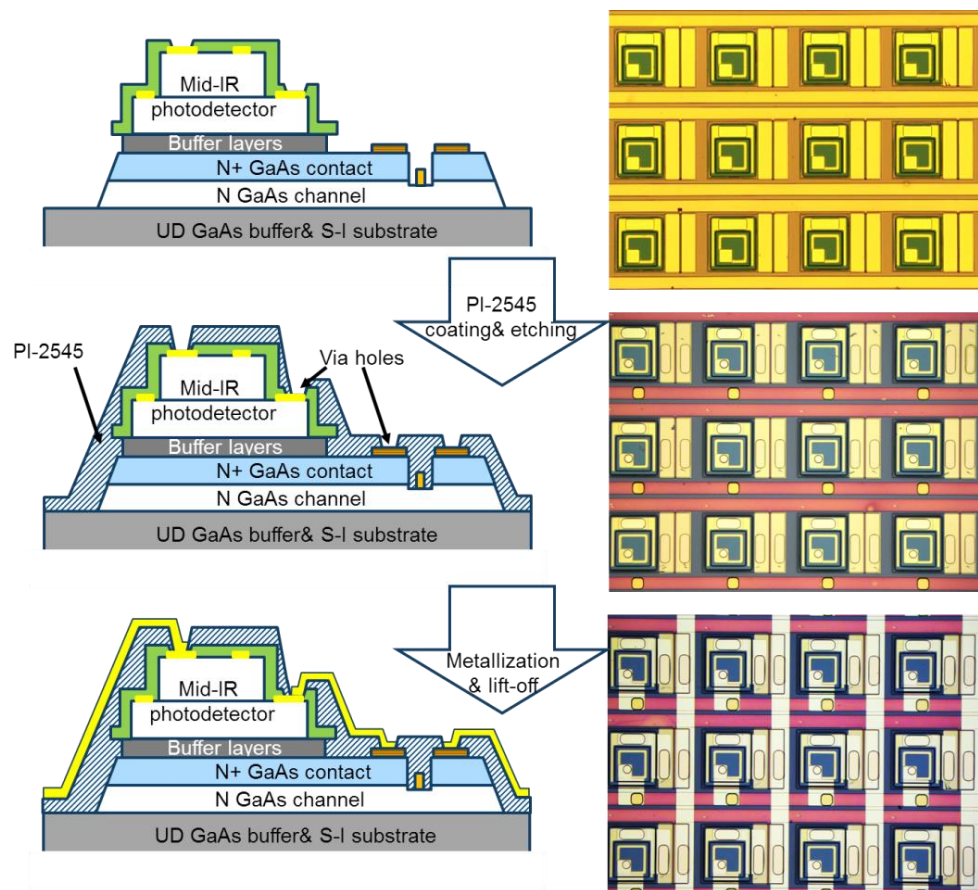 Mid-IR
photodetector
Buffer layers
N+ GaAs contact
N GaAs channel
UD GaAs buffer& S-I substrate
PI-2545
coating& etching
PI-2545
Via holes
Mid-IR
photodetector
Buffer layers
N+ GaAs contact
N GaAs channel
UD GaAs buffer& S-I substrate
Metallization
& lift-off
Mid-IR
photodetector
Buffer layers
N+ GaAs contact
N GaAs channel
UD GaAs buffer& S-I substrate